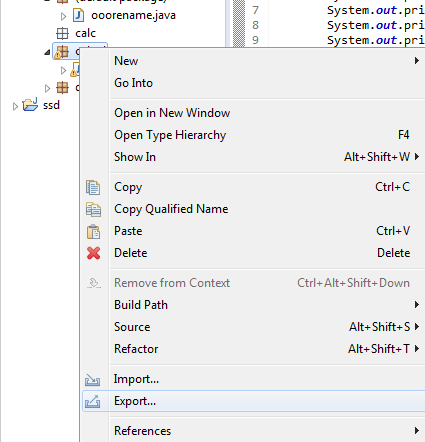 ooorename.java
calc
ssd
7 System.out.pri
8 System.out.pri
9 System.out.pri
New
Go Into
Open in New Window
Open Type Hierarchy F4
Show In Alt+Shift+W
Copy Ctrl+C
Copy Qualified Name
Paste Ctrl+V
Delete Delete
Remove from Context Ctrl+Alt+Shift+Down
Build Path
Source Alt+Shift+S
Refactor Alt+Shift+T
Import...
Export...
References